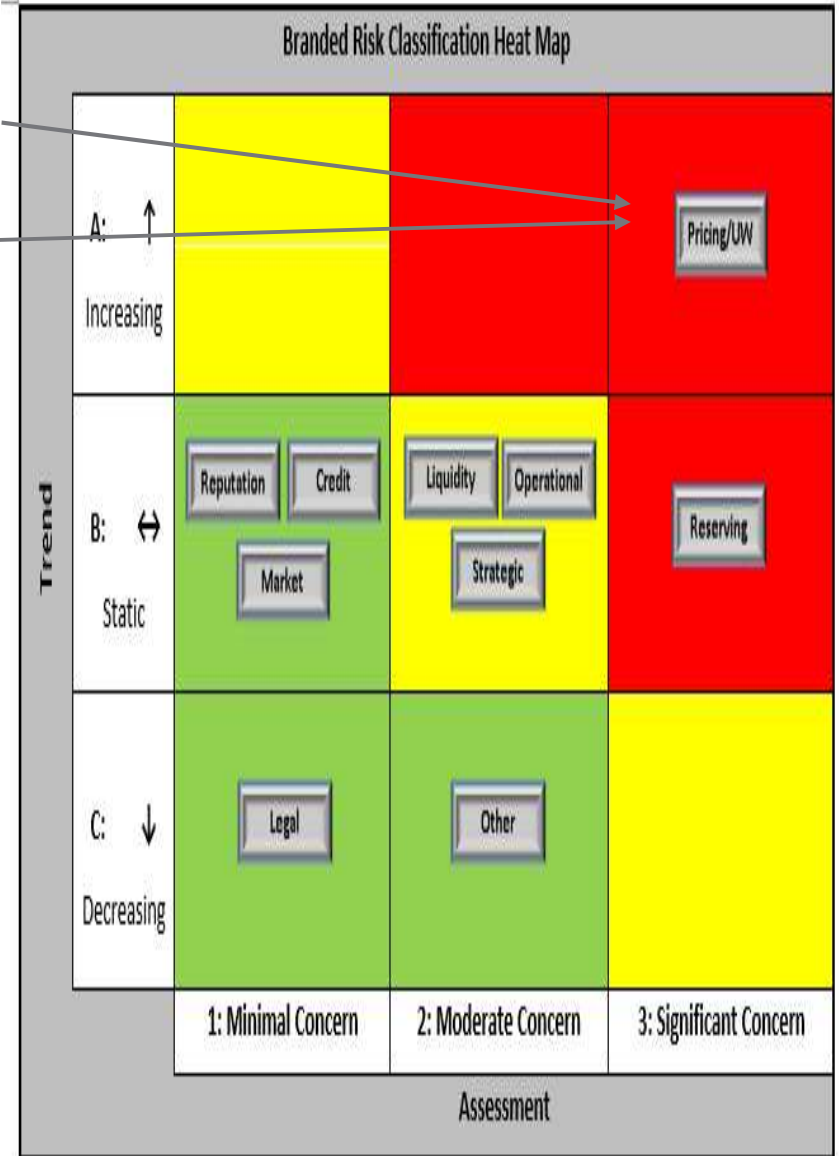 Branded Risk Classification Heat Map
A: ↑
Increasing
Pricing/UW
Trend
B: ⇔
Static
Reputation
Credit
Market
Liquidity
Operational
Strategic
Reserving
C: ↓
Decreasing
Legal
Other
1: Minimal Concern
2: Moderate Concern
3: Significant Concern
Assessment